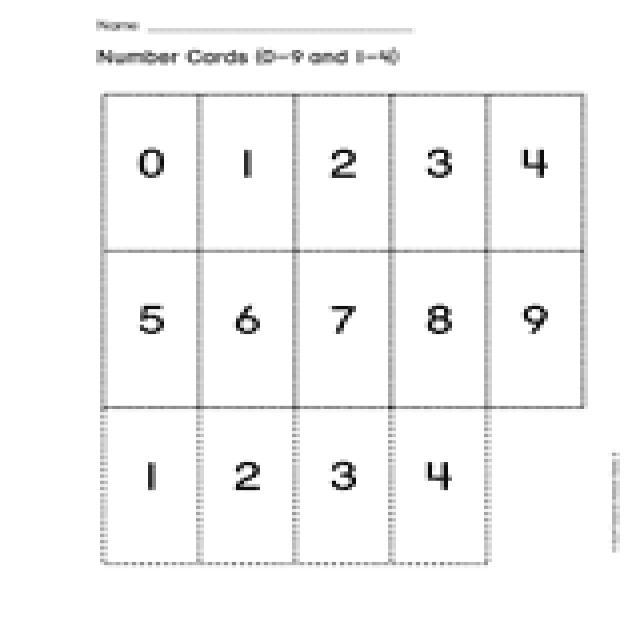 Name
Number Cards (0–9 and 1–4)
0 1 2 3 4
5 6 7 8 9
1 2 3 4